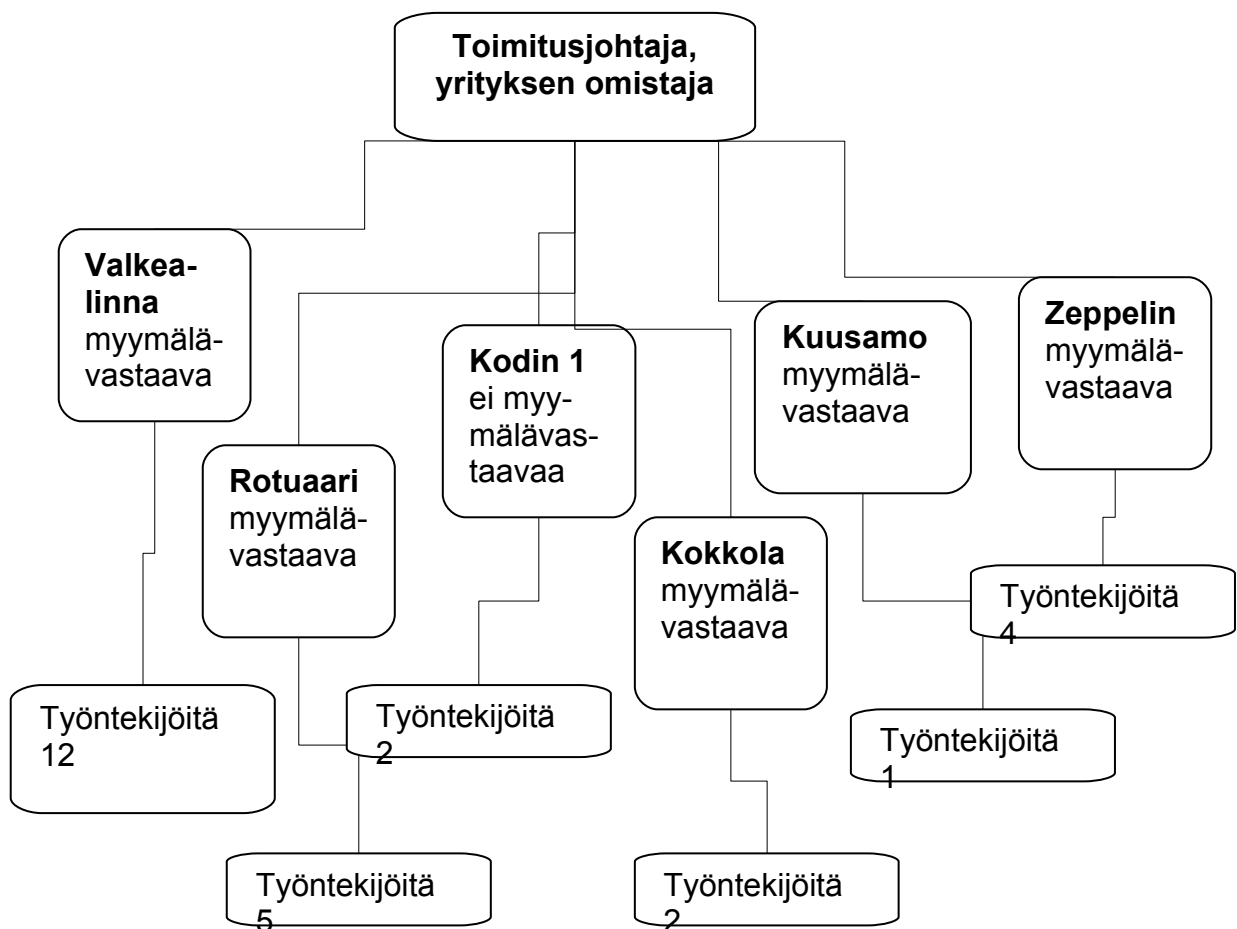 Toimitusjohtaja,
yrityksen omistaja
Valkea-
linna
myymälä-
vastaava
Rotuaari
myymälä-
vastaava
Kodin 1
ei myy-
mälävas-
taavaa
Kokkola
myymälä-
vastaava
Kuusamo
myymälä-
vastaava
Zeppelin
myymälä-
vastaava
Työntekijöitä
12
Työntekijöitä
5
Työntekijöitä
2
Työntekijöitä
2
Työntekijöitä
1
Työntekijöitä
4